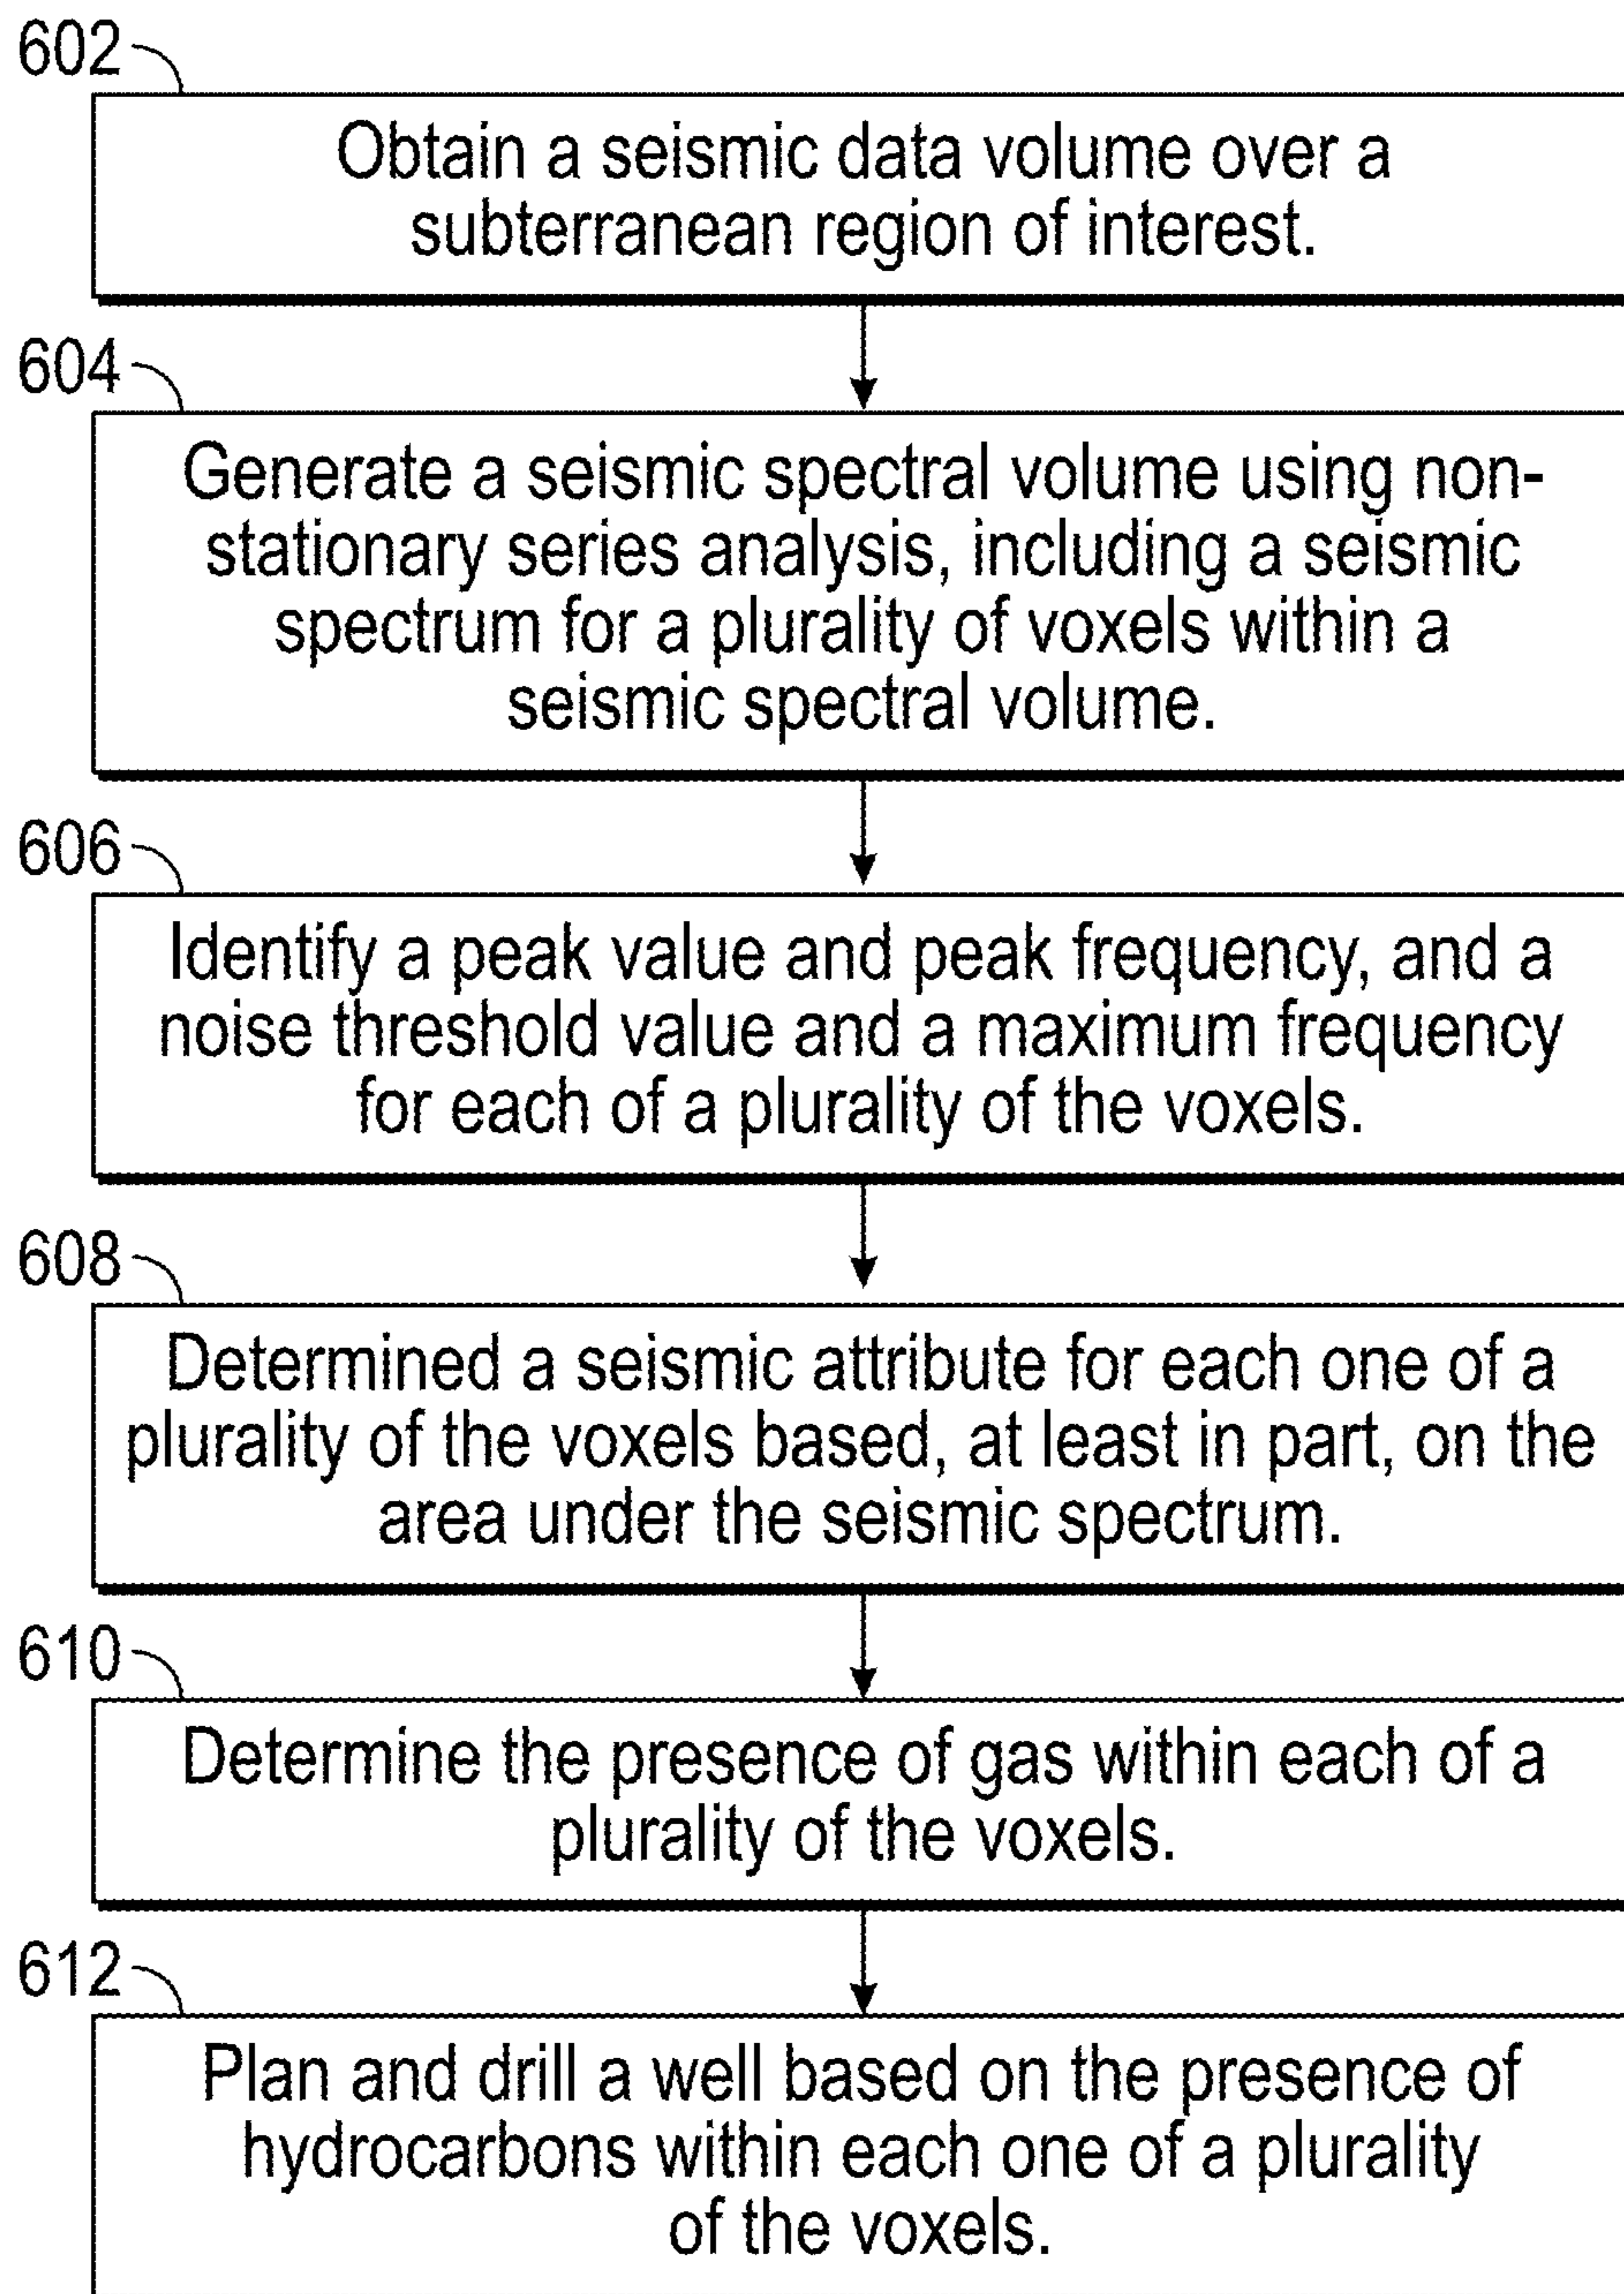 602
Obtain a seismic data volume over a
subterranean region of interest.
604
Generate a seismic spectral volume using non-
stationary series analysis, including a seismic
spectrum for a plurality of voxels within a
seismic spectral volume.
606
Identify a peak value and peak frequency, and a
noise threshold value and a maximum frequency
for each of a plurality of the voxels.
608
Determined a seismic attribute for each one of a
plurality of the voxels based, at least in part, on the
area under the seismic spectrum.
610
Determine the presence of gas within each of a
plurality of the voxels.
612
Plan and drill a well based on the presence of
hydrocarbons within each one of a plurality
of the voxels.